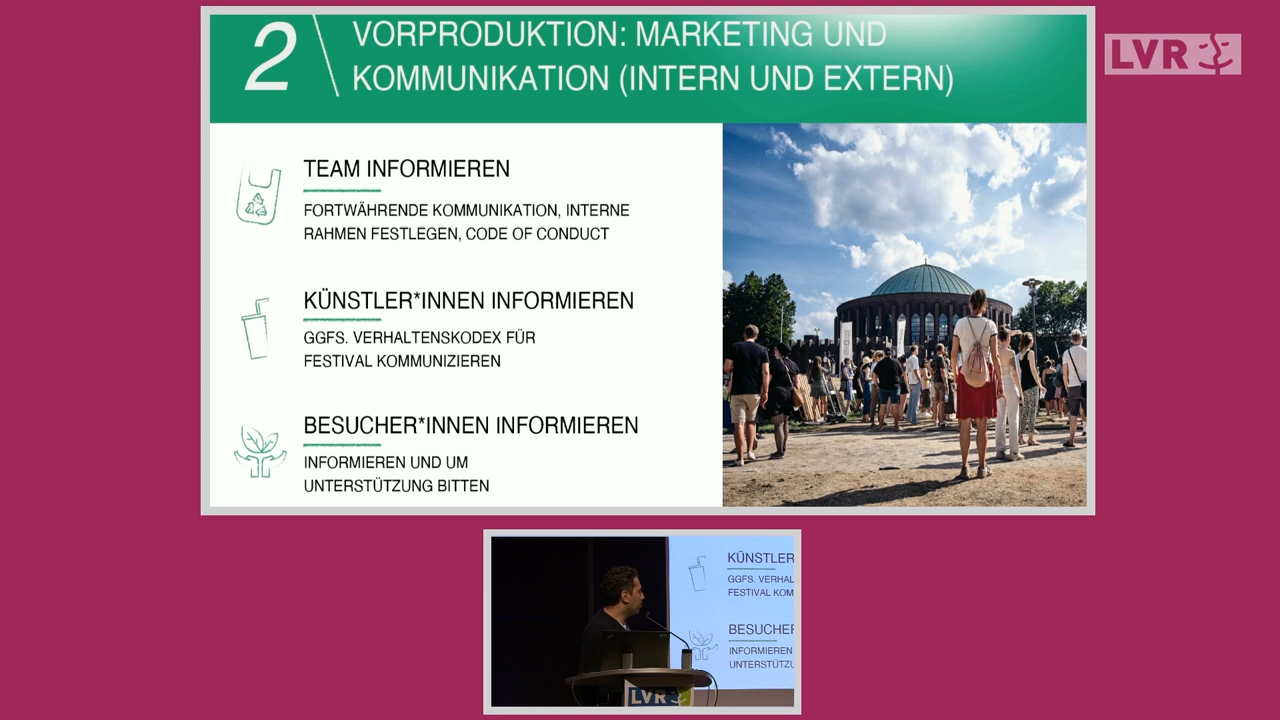 2
VORPRODUKTION: MARKETING UND
KOMMUNIKATION (INTERN UND EXTERN)
LVR
TEAM INFORMIEREN
FORTWÄHRENDE KOMMUNIKATION, INTERNE
RAHMEN FESTLEGEN, CODE OF CONDUCT
KÜNSTLER*INNEN INFORMIEREN
GGFS. VERHALTENSKODEX FÜR
FESTIVAL KOMMUNIZIEREN
BESUCHER*INNEN INFORMIEREN
INFORMIEREN UND UM
UNTERSTÜTZUNG BITTEN
KÜNSTLER
GGFS. VERHAL
FESTIVAL KOM
BESUCHER
INFORMIEREN
UNTERSTÜTZU
LVR